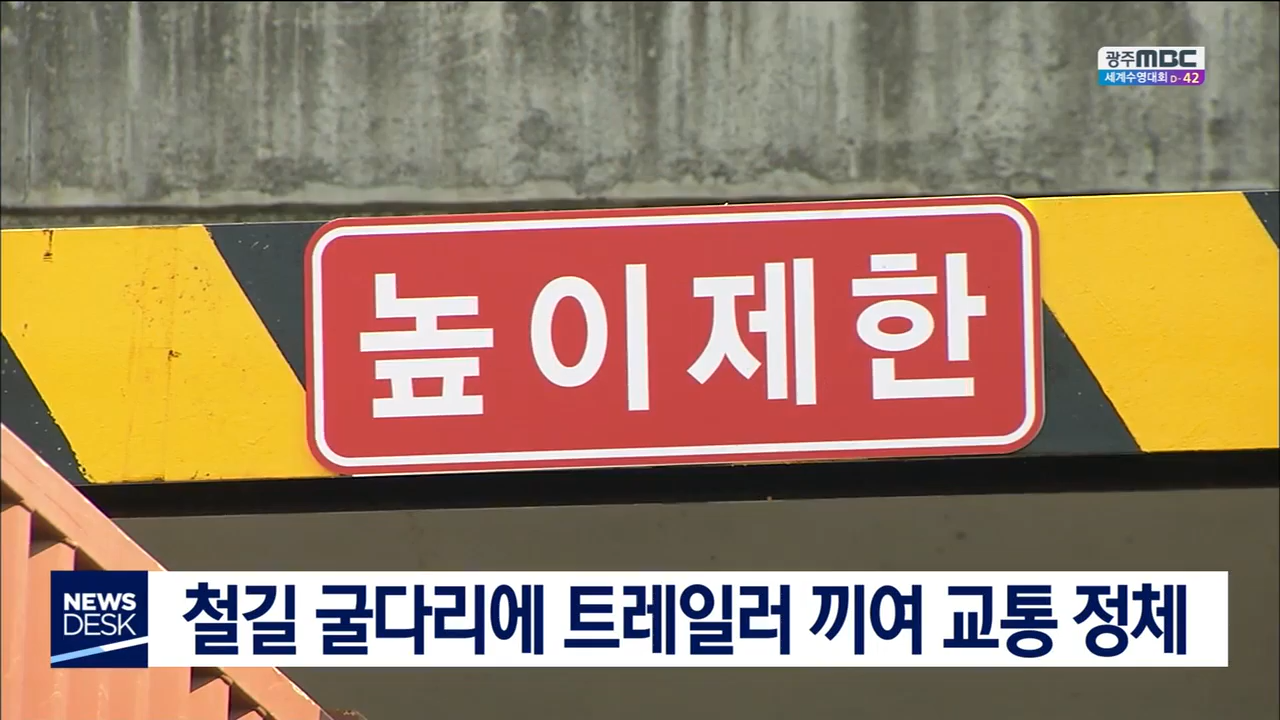 광주MBC
세계수영대회 D-42
높이제한
NEWS
DESK
철길 굴다리에 트레일러 끼여 교통 정체